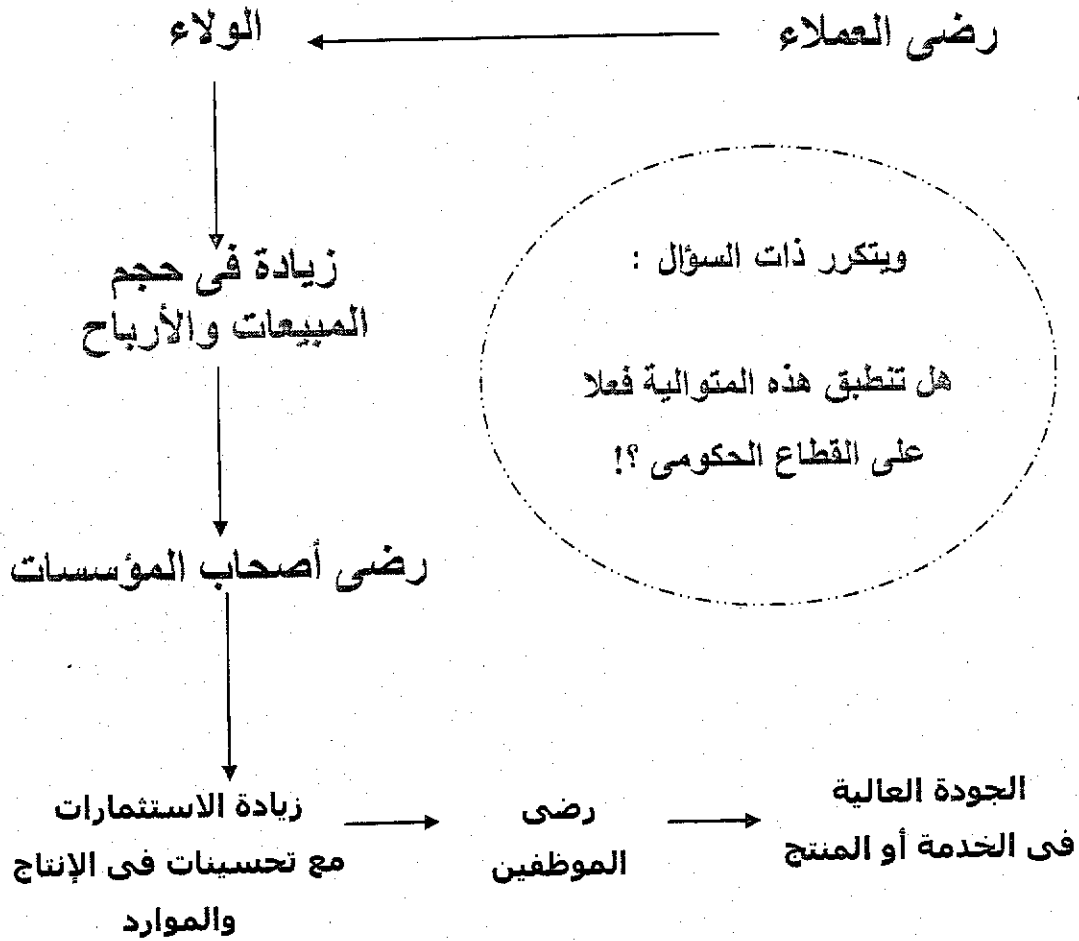 رضى العملاء
الولاء
ويتكرر ذات السؤال :
هل تنطبق هذه المتوالية فعلا
على القطاع الحكومى ؟!
زيادة فى حجم
المبيعات والأرباح
رضى أصحاب المؤسسات
زيادة الاستثمارات
مع تحسينات فى الإنتاج
والموارد
رضى
الموظفين
الجودة العالية
فى الخدمة أو المنتج